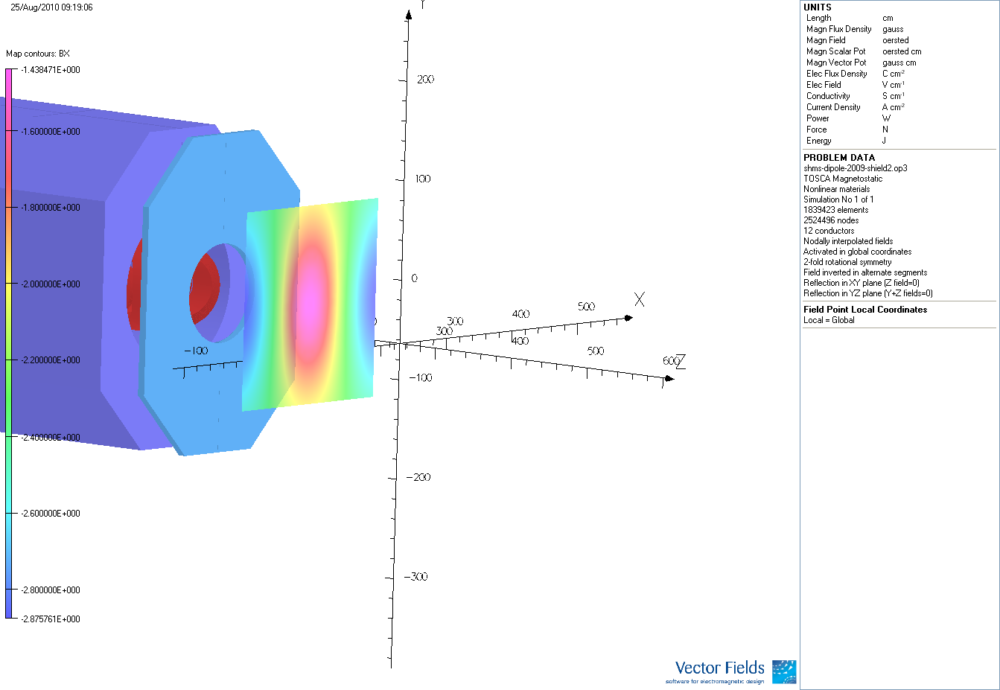 25/Aug/2010 09:19:06
Map contours: BX
-1.438471E+000
-1.600000E+000
-1.800000E+000
-2.000000E+000
-2.200000E+000
-2.400000E+000
-2.600000E+000
-2.800000E+000
-2.875761E+000
Y
200
100
0
-100
-200
-300
-100
0
300
400
500
X
300
400
500
600
Z
UNITS
Length cm
Magn Flux Density gauss
Magn Field oersted
Magn Scalar Pot oersted cm
Magn Vector Pot gauss cm
Elec Flux Density C cm⁻²
Elec Field V cm⁻¹
Conductivity S cm⁻¹
Current Density A cm⁻²
Power W
Force N
Energy J
PROBLEM DATA
shms-dipole-2009-shield2.op3
TOSCA Magnetostatic
Nonlinear materials
Simulation No 1 of 1
1839423 elements
2524496 nodes
12 conductors
Nodally interpolated fields
Activated in global coordinates
2-fold rotational symmetry
Field inverted in alternate segments
Reflection in XY plane (Z field=0)
Reflection in YZ plane (Y+Z fields=0)
Field Point Local Coordinates
Local = Global
Vector Fields
software for electromagnetic design